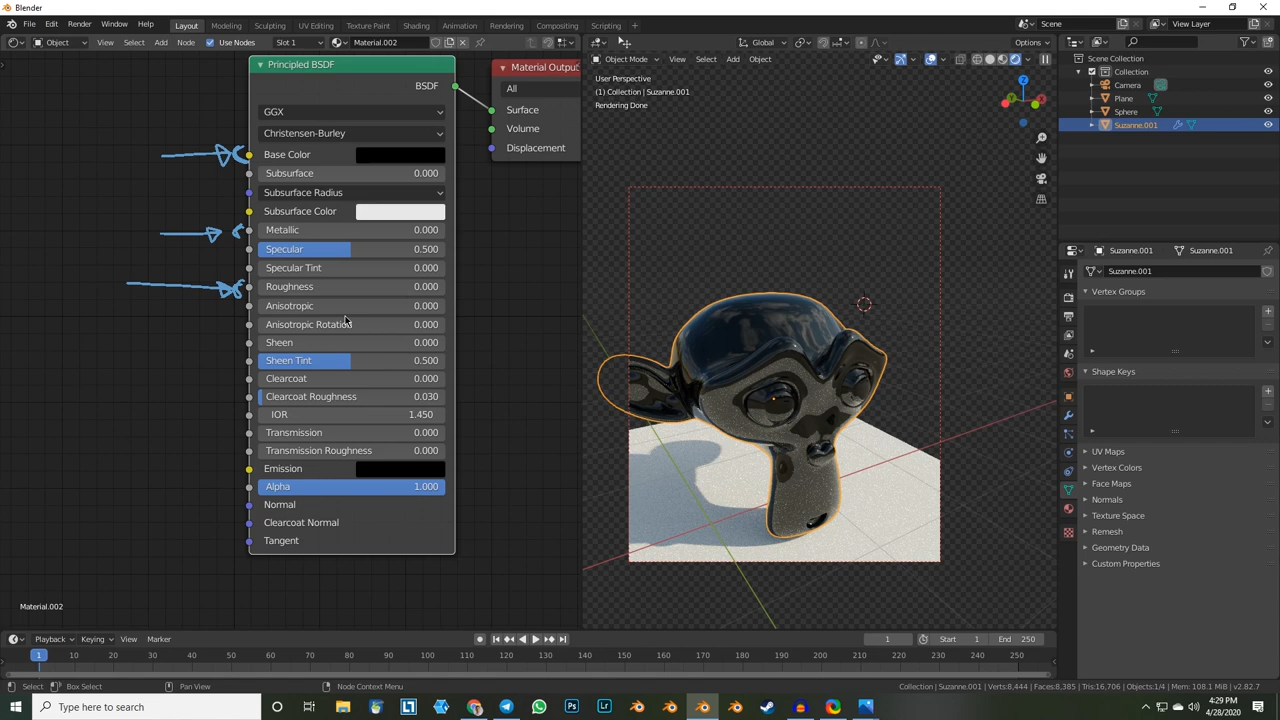 Blender
File Edit Render Window Help Layout Modeling Sculpting UV Editing Texture Paint Shading Animation Rendering Compositing Scripting + Scene View Layer
Object View Select Add Node Use Nodes Slot 1 Material.002 Global Options
Object Mode View Select Add Object
Principled BSDF
BSDF
GGX
Christensen-Burley
Base Color
Subsurface 0.000
Subsurface Radius
Subsurface Color
Metallic 0.000
Specular 0.500
Specular Tint 0.000
Roughness 0.000
Anisotropic 0.000
Anisotropic Rotation 0.000
Sheen 0.000
Sheen Tint 0.500
Clearcoat 0.000
Clearcoat Roughness 0.030
IOR 1.450
Transmission 0.000
Transmission Roughness 0.000
Emission
Alpha 1.000
Normal
Clearcoat Normal
Tangent
Material.002
Material Output
All
Surface
Volume
Displacement
User Perspective
(1) Collection | Suzanne.001
Rendering Done
Z
Y
X
Scene Collection
Collection
Camera
Plane
Sphere
Suzanne.001
Suzanne.001 Suzanne.001
Suzanne.001
Vertex Groups
Shape Keys
UV Maps
Vertex Colors
Face Maps
Normals
Texture Space
Remesh
Geometry Data
Custom Properties
Playback Keying View Marker 1 Start 1 End 250
1 10 20 30 40 50 60 70 80 90 100 110 120 130 140 150 160 170 180 190 200 210 220 230 240 250
Select Box Select Pan View Node Context Menu Collection | Suzanne.001 | Verts:8,444 | Faces:8,385 | Tris:16,706 | Objects:1/4 | Mem: 108.1 MiB | v2.82.7
Type here to search
Ps Lr
4:29 PM
4/28/2020